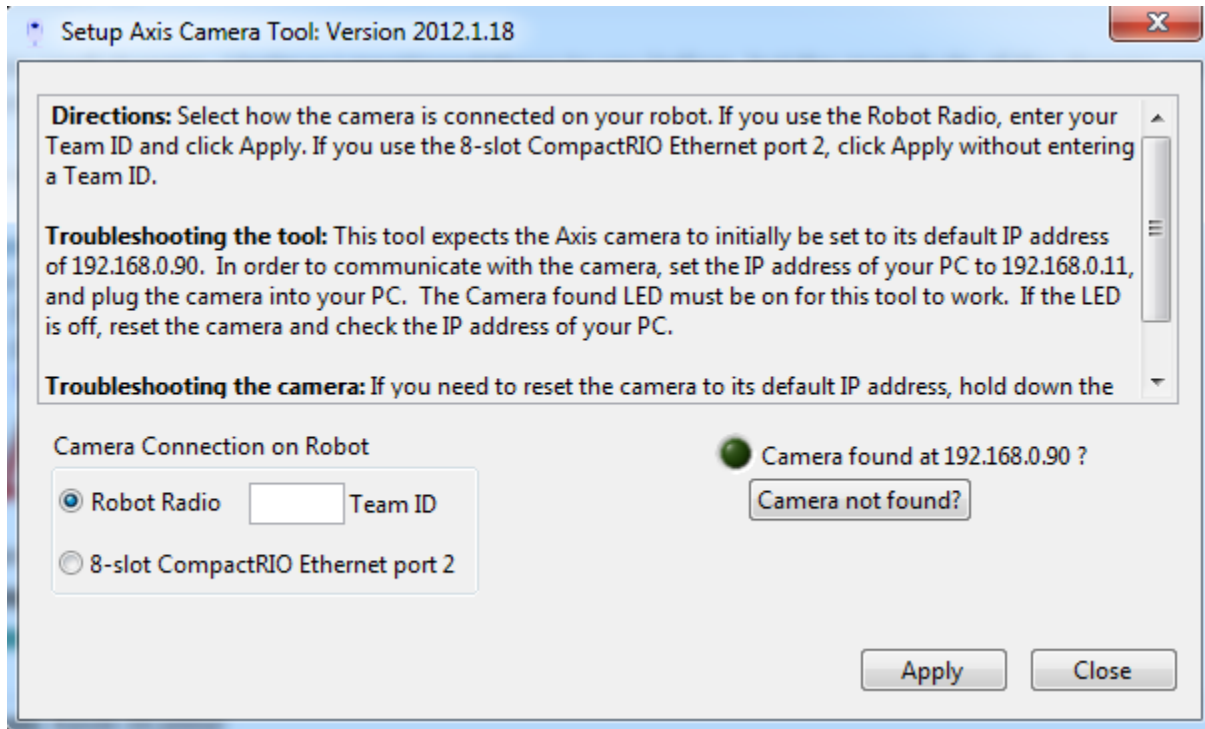 Setup Axis Camera Tool: Version 2012.1.18
Directions: Select how the camera is connected on your robot. If you use the Robot Radio, enter your
Team ID and click Apply. If you use the 8-slot CompactRIO Ethernet port 2, click Apply without entering
a Team ID.
Troubleshooting the tool: This tool expects the Axis camera to initially be set to its default IP address
of 192.168.0.90.  In order to communicate with the camera, set the IP address of your PC to 192.168.0.11,
and plug the camera into your PC.  The Camera found LED must be on for this tool to work.  If the LED
is off, reset the camera and check the IP address of your PC.
Troubleshooting the camera: If you need to reset the camera to its default IP address, hold down the
Camera Connection on Robot
Robot Radio Team ID
8-slot CompactRIO Ethernet port 2
Camera found at 192.168.0.90 ?
Camera not found?
Apply Close